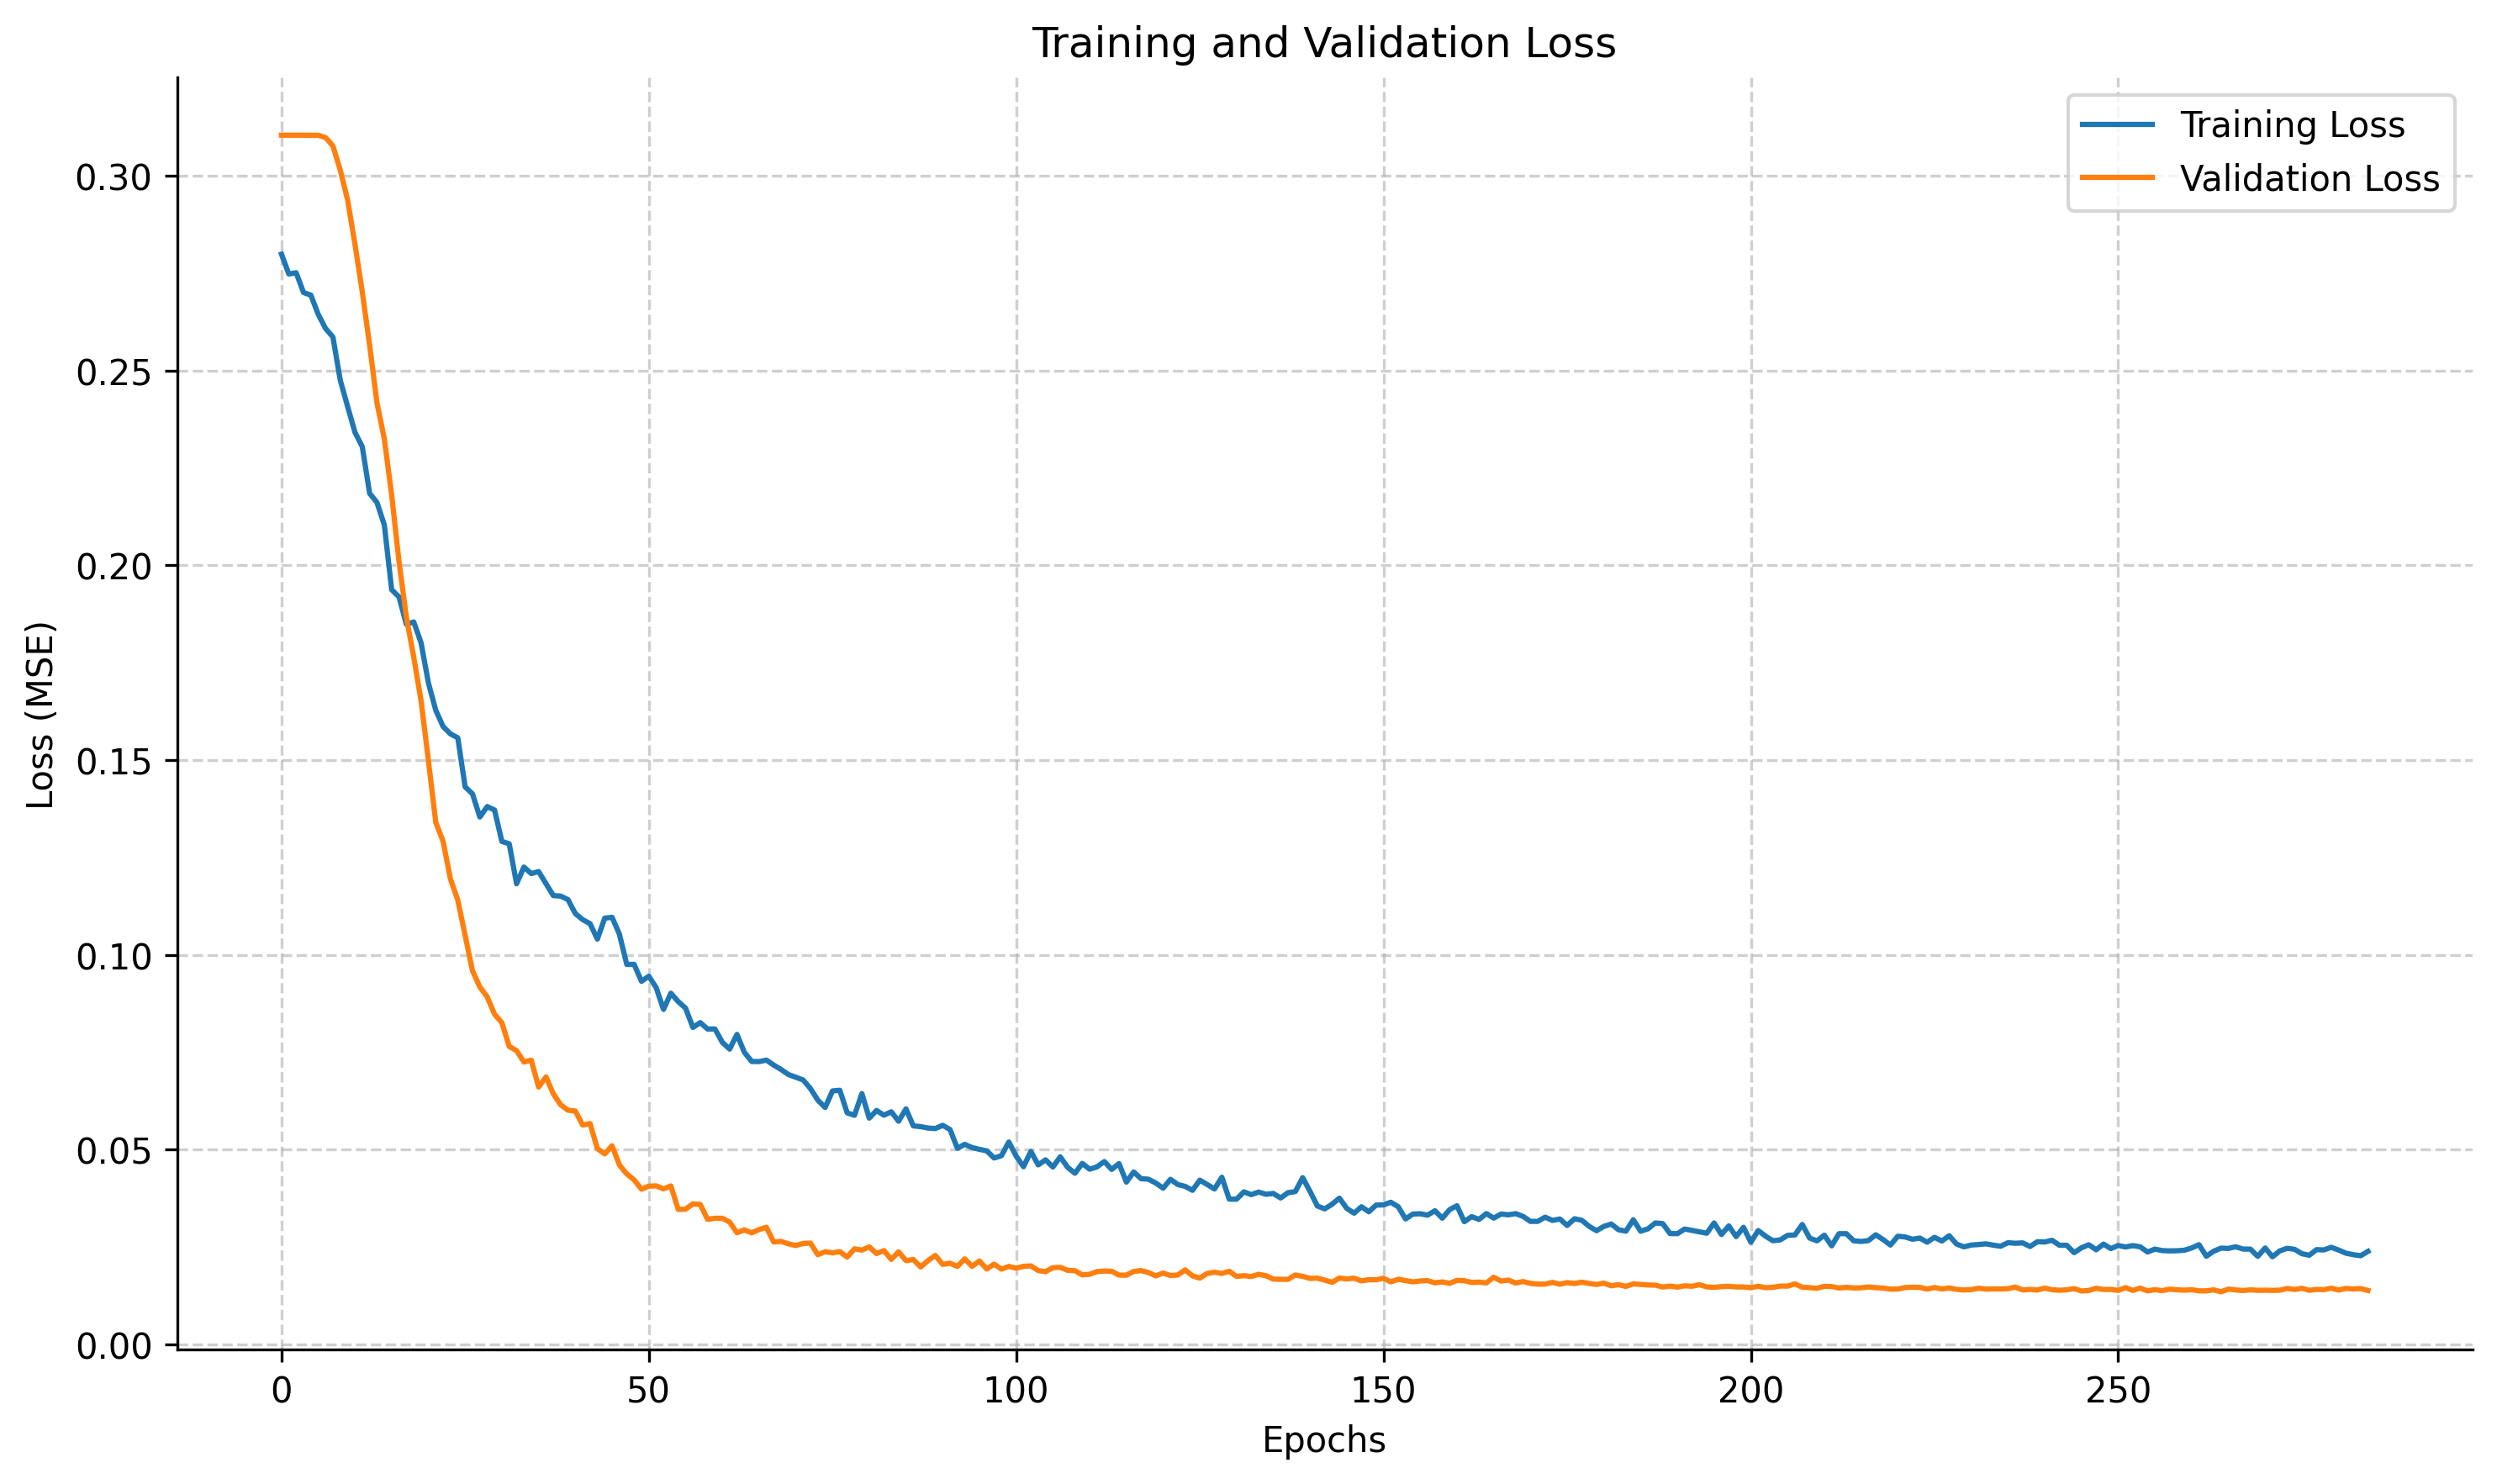 Training and Validation Loss
Training Loss
Validation Loss
0.30
0.25
0.20
0.15
0.10
0.05
0.00
Loss (MSE)
0 50 100 150 200 250
Epochs